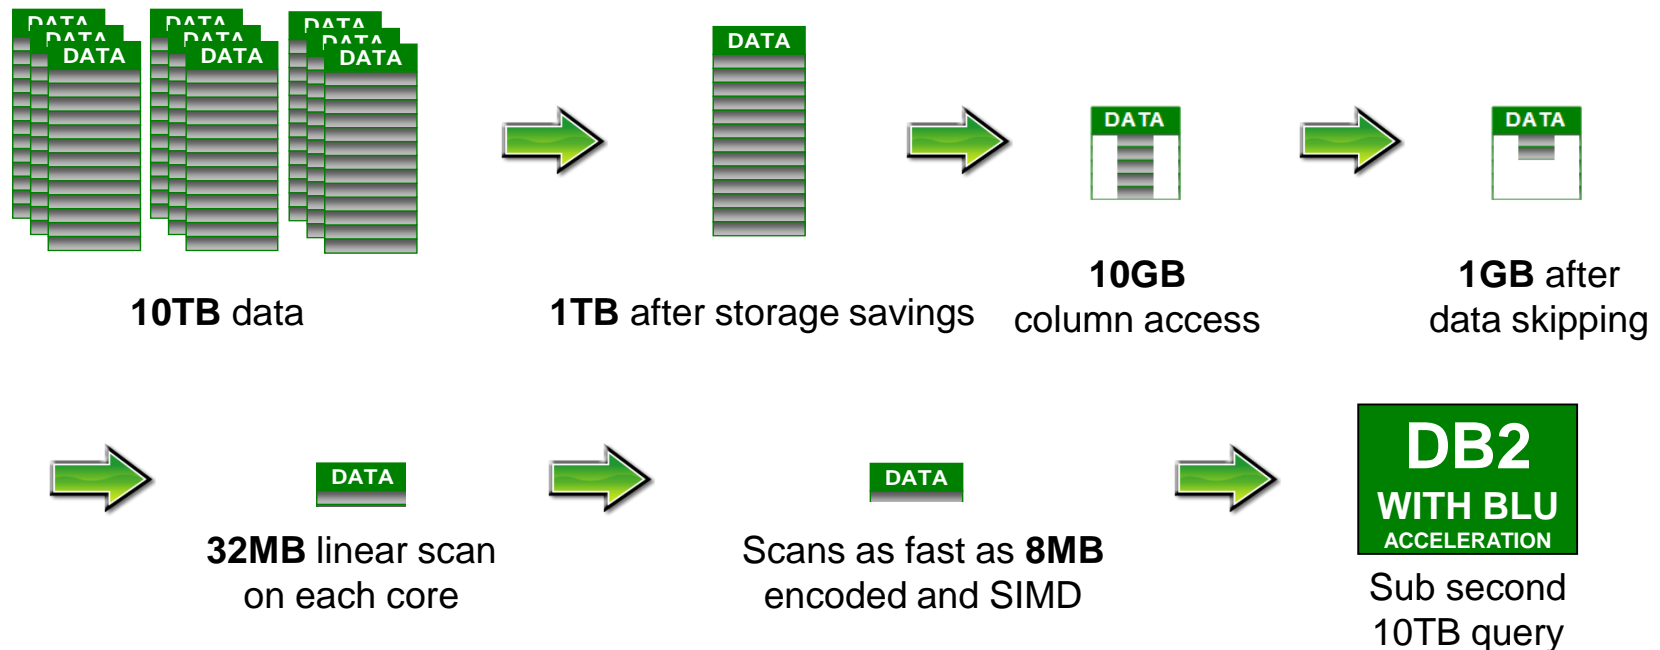 DATA DATA DATA
DATA DATA DATA
DATA DATA DATA
DATA
DATA
DATA
10TB data
1TB after storage savings
10GB
column access
1GB after
data skipping
DATA
32MB linear scan
on each core
DATA
Scans as fast as 8MB
encoded and SIMD
DB2
WITH BLU
ACCELERATION
Sub second
10TB query